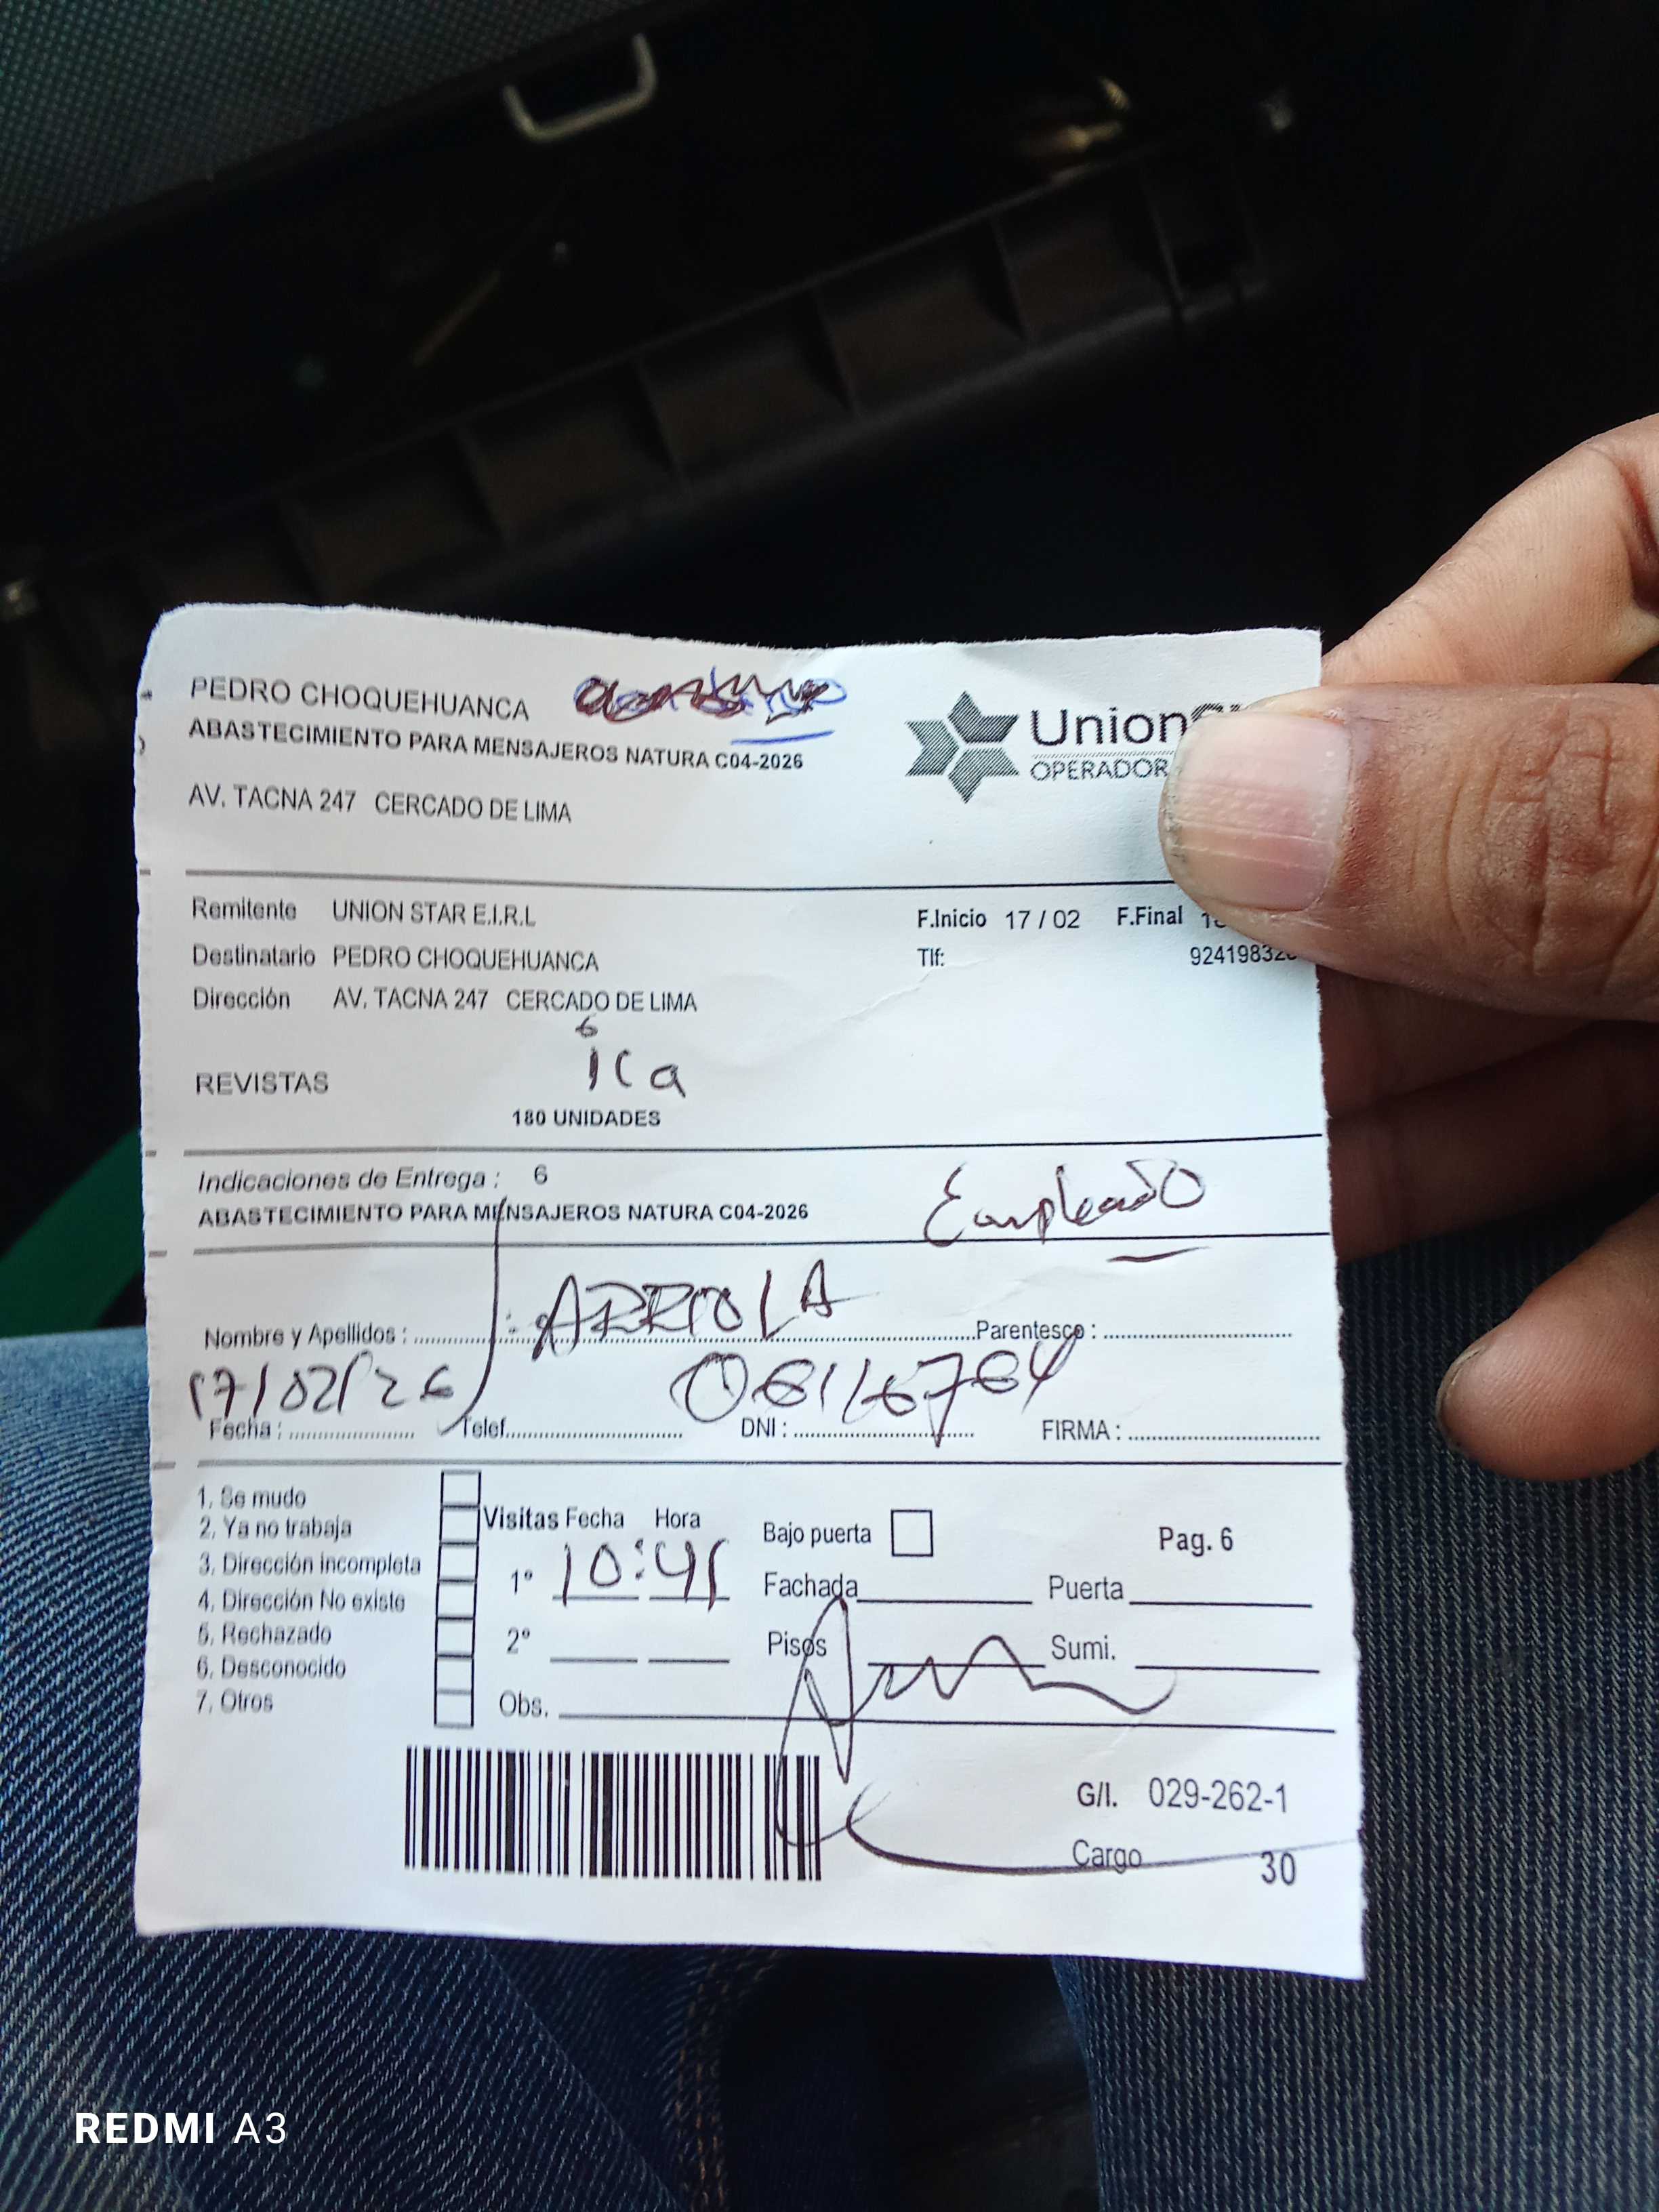 PEDRO CHOQUEHUANCA
ABASTECIMIENTO PARA MENSAJEROS NATURA C04-2026
AV. TACNA 247 CERCADO DE LIMA
Union
OPERADOR
Remitente UNION STAR E.I.R.L F.Inicio 17 / 02 F.Final
Destinatario PEDRO CHOQUEHUANCA Tlf:
Dirección AV. TACNA 247 CERCADO DE LIMA
6
ica
REVISTAS
180 UNIDADES
Indicaciones de Entrega : 6
Empleado
ABASTECIMIENTO PARA MENSAJEROS NATURA C04-2026
Nombre y Apellidos : ARRIOLA Parentesco :
17/02/26
Fecha : Telef. DNI : FIRMA :
1. Se mudo
2. Ya no trabaja
3. Dirección incompleta
4. Dirección No existe
5. Rechazado
6. Desconocido
7. Otros
Visitas Fecha Hora
1º 10:45
2º
Obs.
Bajo puerta Pag. 6
Fachada Puerta
Pisos Sumi.
G/I. 029-262-1
Cargo 30
REDMI A3